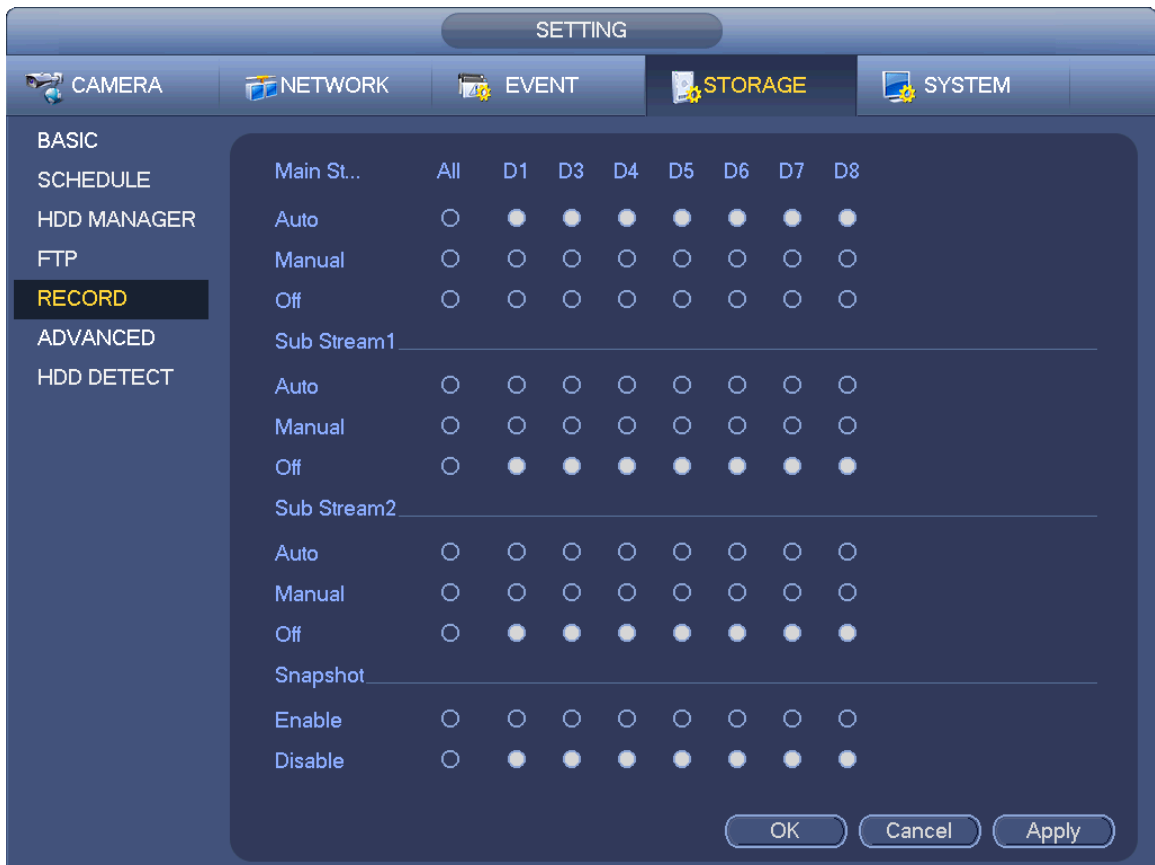 SETTING
CAMERA NETWORK EVENT STORAGE SYSTEM
BASIC
SCHEDULE
HDD MANAGER
FTP
RECORD
ADVANCED
HDD DETECT
Main St... All D1 D3 D4 D5 D6 D7 D8
Auto
Manual
Off
Sub Stream1
Auto
Manual
Off
Sub Stream2
Auto
Manual
Off
Snapshot
Enable
Disable
OK Cancel Apply